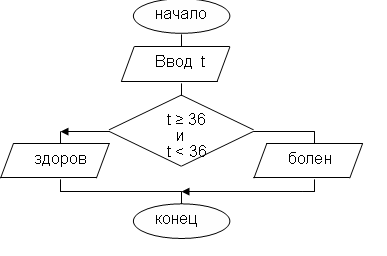 начало
Ввод t
t ≥ 36
и
t < 36
здоров
болен
конец